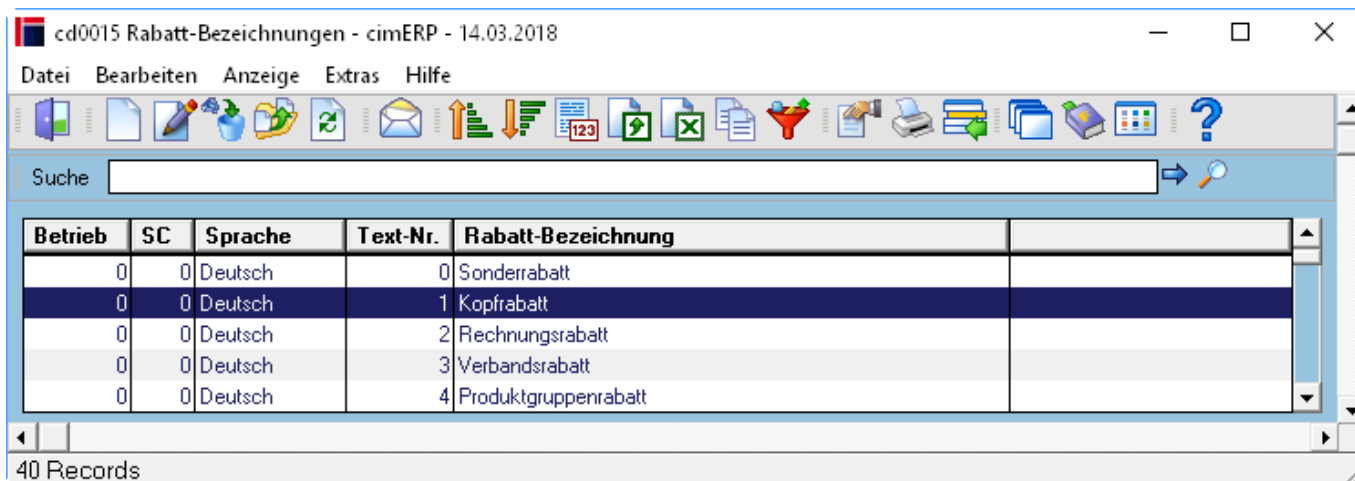 cd0015 Rabatt-Bezeichnungen - cimERP - 14.03.2018
Datei Bearbeiten Anzeige Extras Hilfe
123
?
Suche
Betrieb SC Sprache Text-Nr. Rabatt-Bezeichnung
0 0 Deutsch 0 Sonderrabatt
0 0 Deutsch 1 Kopfrabatt
0 0 Deutsch 2 Rechnungsrabatt
0 0 Deutsch 3 Verbandsrabatt
0 0 Deutsch 4 Produktgruppenrabatt
40 Records